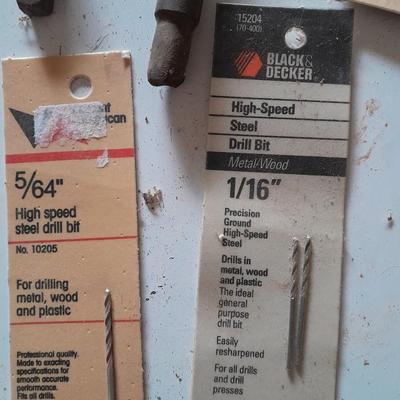 5/64"
High speed
steel drill bit
No. 10205
For drilling
metal, wood
and plastic
Professional quality.
Made to exacting
specifications for
smooth accurate
performance.
Fits all drills.
15204
(70-400)
BLACK&
DECKER
High-Speed
Steel
Drill Bit
Metal/Wood
1/16"
Precision
Ground
High-Speed
Steel
Drills in
metal, wood
and plastic
The ideal
general
purpose
drill bit
Easily
resharpened
For all drills
and drill
presses